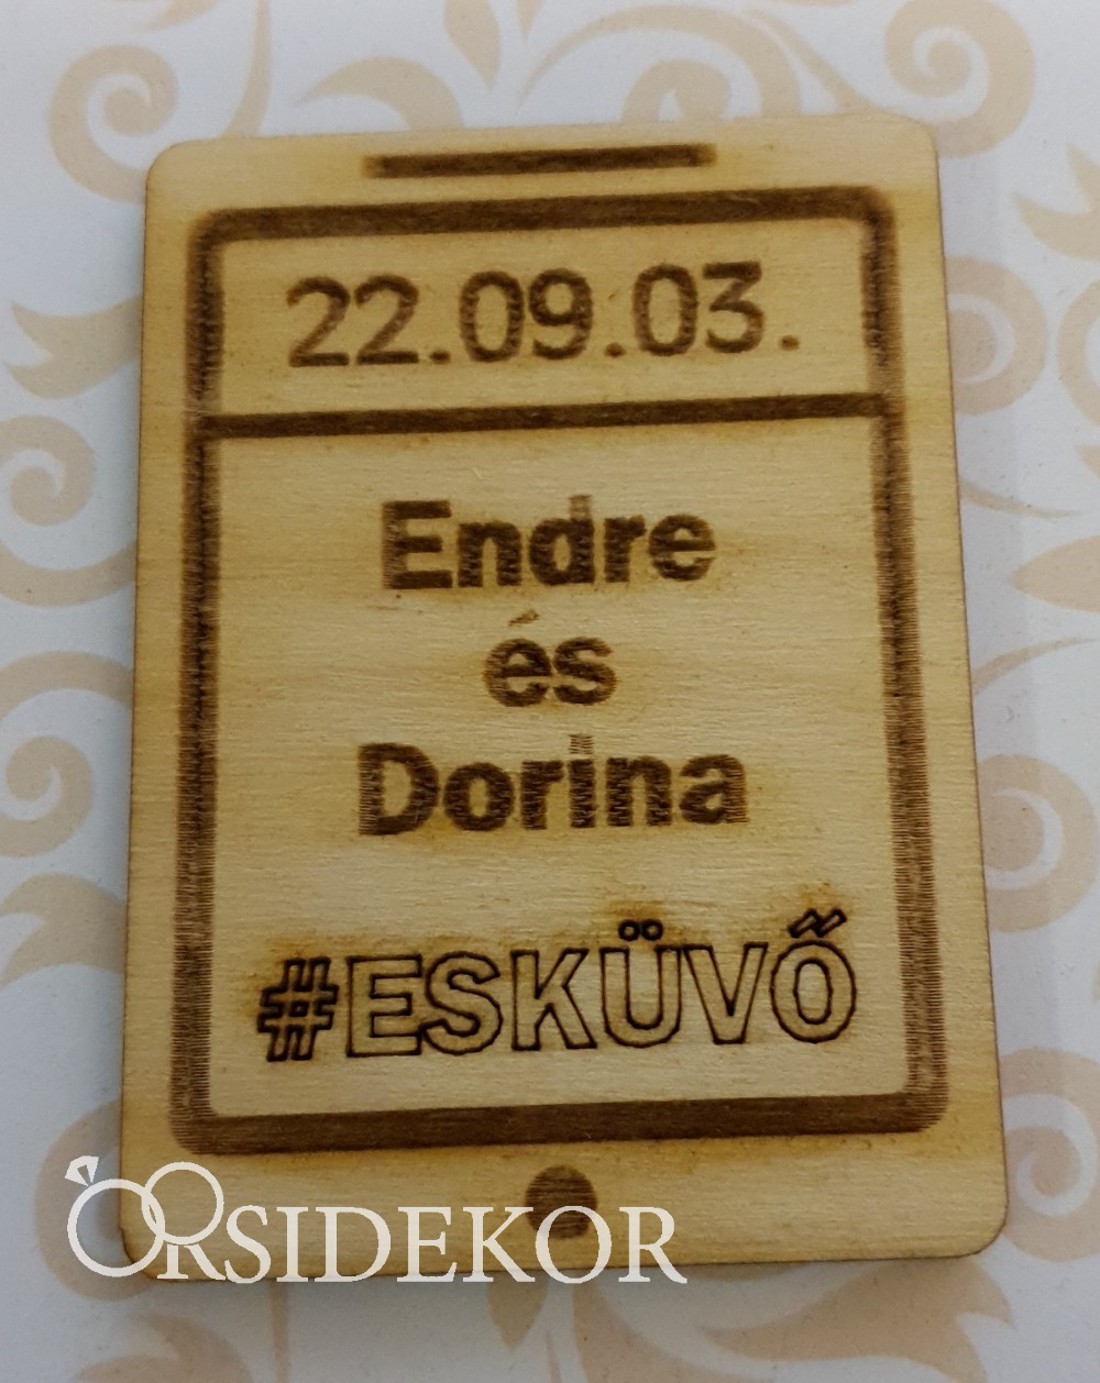 22.09.03.
Endre
és
Dorina
#ESKÜVŐ
ORSIDEKOR